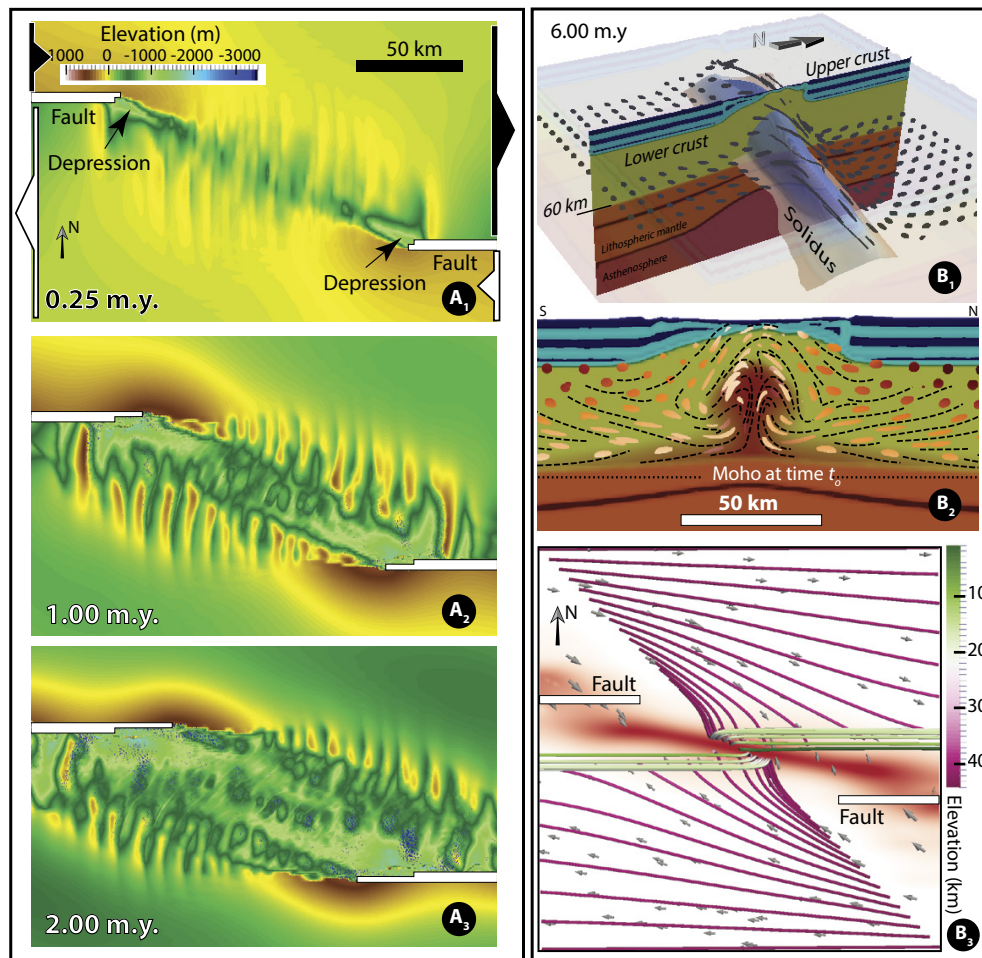 Elevation (m)
1000 0 -1000 -2000 -3000
50 km
Fault
Depression
N
Fault
Depression
0.25 m.y.
A1
1.00 m.y.
A2
2.00 m.y.
A3
6.00 m.y
N
Upper crust
Lower crust
60 km
Lithospheric mantle
Asthenosphere
Solidus
B1
S N
Moho at time to
50 km
B2
N
Fault
Fault
10
20
30
40
Elevation (km)
B3